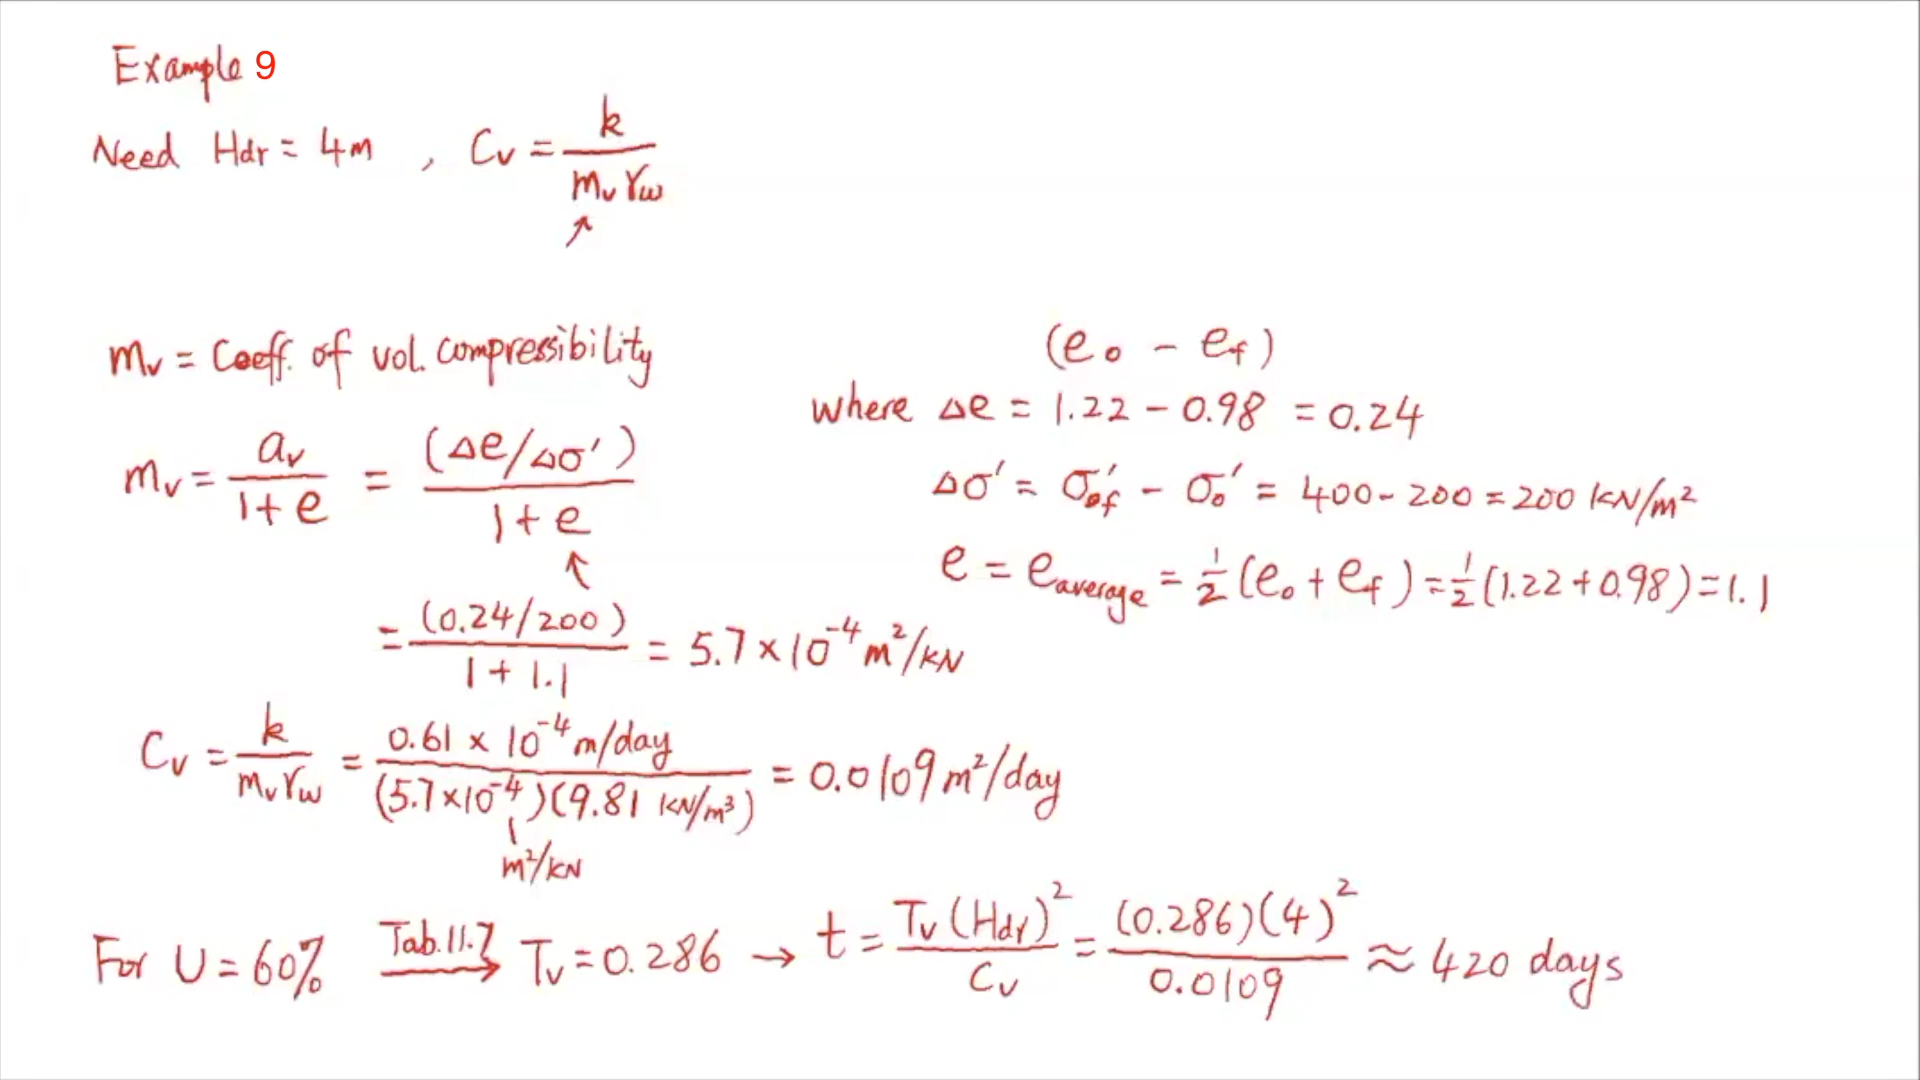 Example 9
Need Hdr = 4m , Cv = k / mv γw
↗
mv = Coeff. of vol. compressibility
mv = av / 1+e = (Δe/Δσ') / 1+e
↖
= (0.24/200) / 1+1.1 = 5.7 × 10⁻⁴ m²/kN
(eo - ef)
where Δe = 1.22 - 0.98 = 0.24
Δσ' = σ'f - σo' = 400 - 200 = 200 kN/m²
e = eaverage = 1/2 (eo + ef) = 1/2 (1.22 + 0.98) = 1.1
Cv = k / mv γw = 0.61 × 10⁻⁴ m/day / (5.7 × 10⁻⁴)(9.81 kN/m³) = 0.0109 m²/day
m²/kN
For U = 60% Tab. 11.7 → Tv = 0.286 → t = Tv (Hdr)² / Cv = (0.286)(4)² / 0.0109 ≈ 420 days